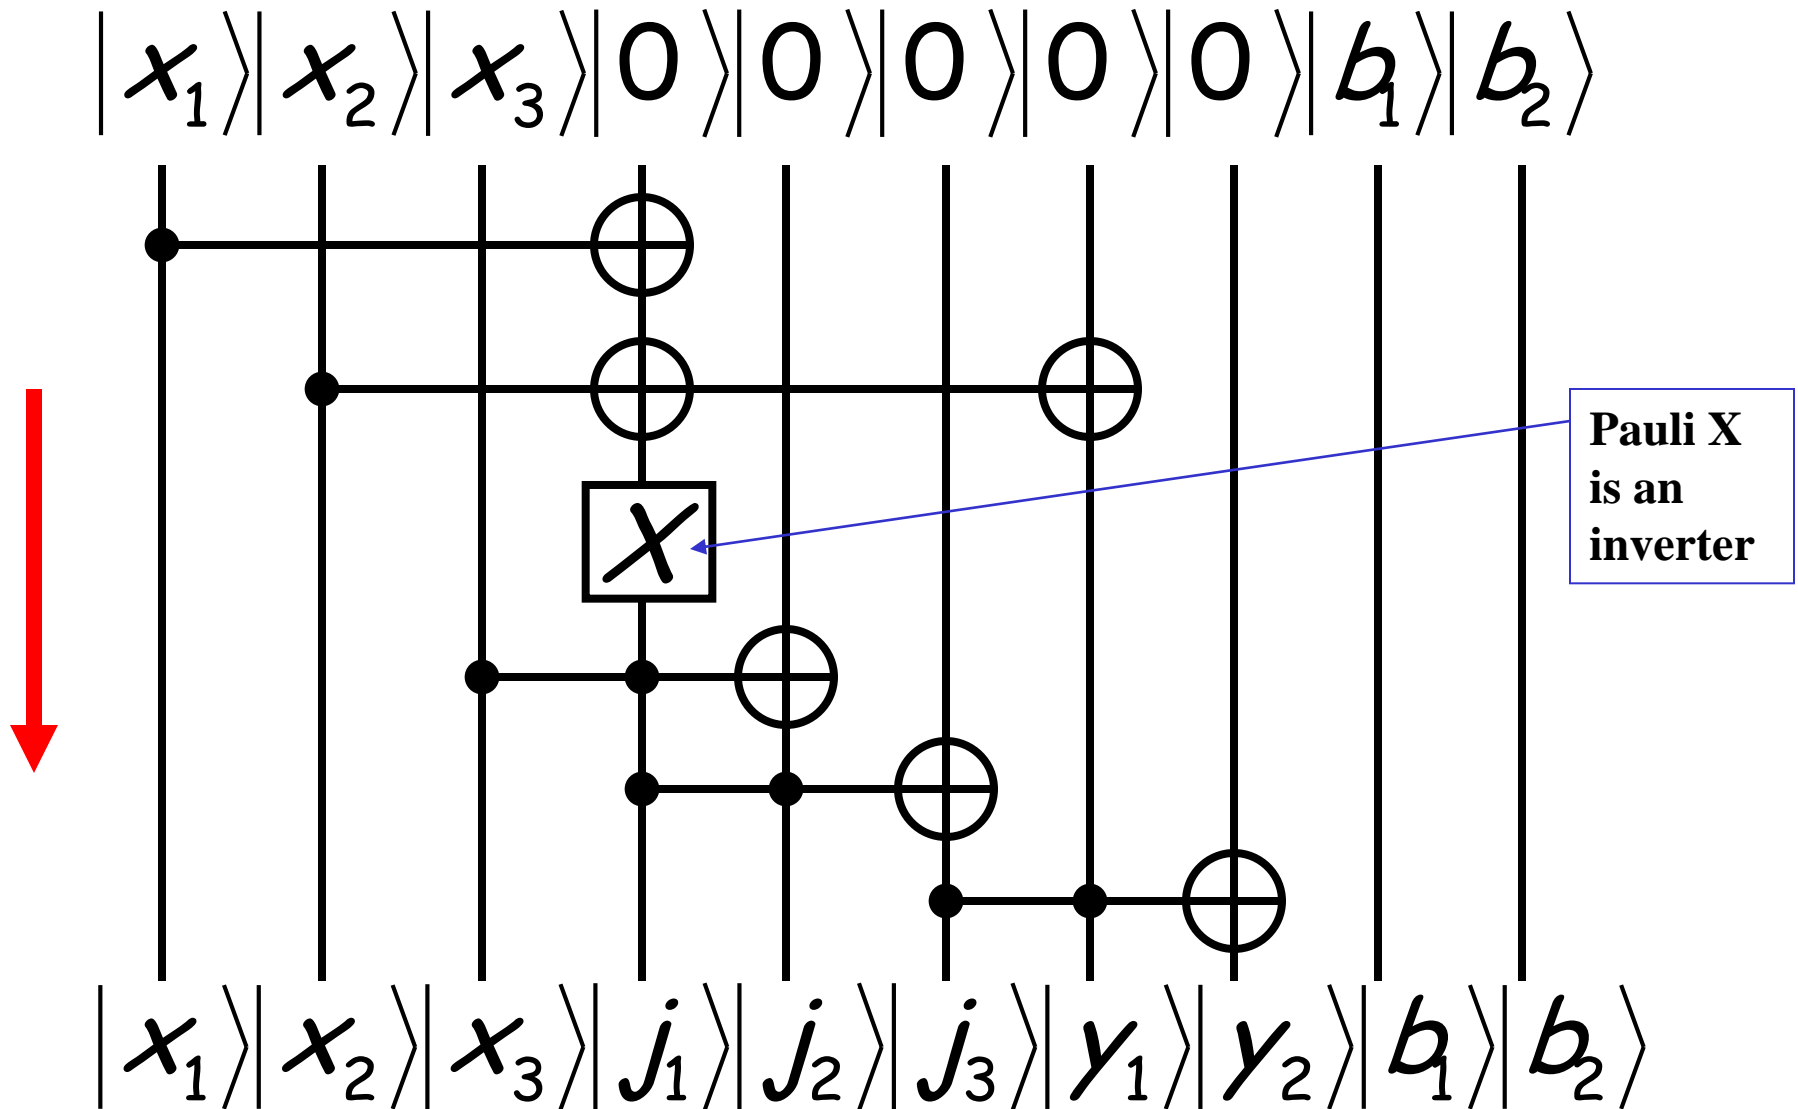 |x₁⟩|x₂⟩|x₃⟩|0⟩|0⟩|0⟩|0⟩|0⟩|b₁⟩|b₂⟩
Pauli X
is an
inverter
X
|x₁⟩|x₂⟩|x₃⟩|j₁⟩|j₂⟩|j₃⟩|y₁⟩|y₂⟩|b₁⟩|b₂⟩